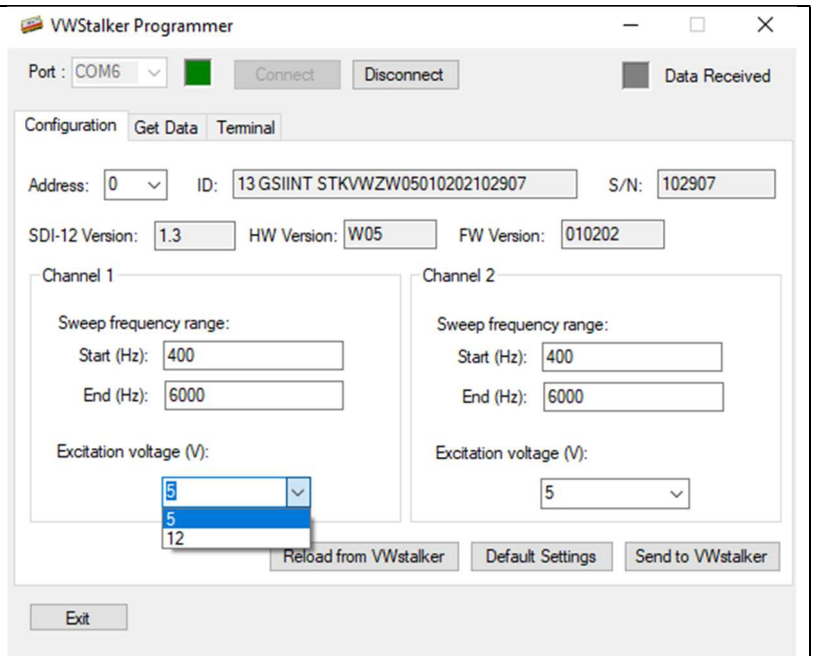 VWStalker Programmer
Port : COM6 Connect Disconnect Data Received
Configuration Get Data Terminal
Address: 0 ID: 13 GSIINT STKVWZW05010202102907 S/N: 102907
SDI-12 Version: 1.3 HW Version: W05 FW Version: 010202
Channel 1 Channel 2
Sweep frequency range: Sweep frequency range:
Start (Hz): 400 Start (Hz): 400
End (Hz): 6000 End (Hz): 6000
Excitation voltage (V): Excitation voltage (V):
5 5
5
12
Reload from VWstalker Default Settings Send to VWstalker
Exit